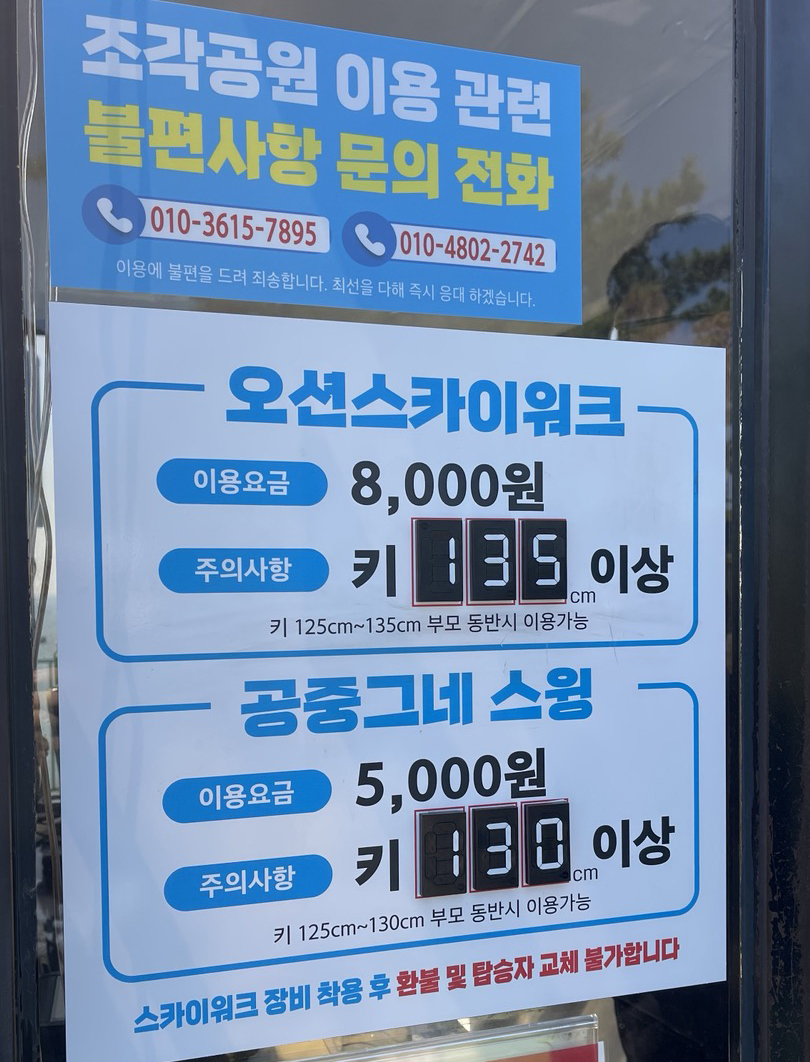 조각공원 이용 관련
불편사항 문의 전화
010-3615-7895 010-4802-2742
이용에 불편을 드려 죄송합니다. 최선을 다해 즉시 응대 하겠습니다.
오션스카이워크
이용요금 8,000원
주의사항 키 135cm 이상
키 125cm~135cm 부모 동반시 이용가능
공중그네 스윙
이용요금 5,000원
주의사항 키 130cm 이상
키 125cm~130cm 부모 동반시 이용가능
스카이워크 장비 착용 후 환불 및 탑승자 교체 불가합니다